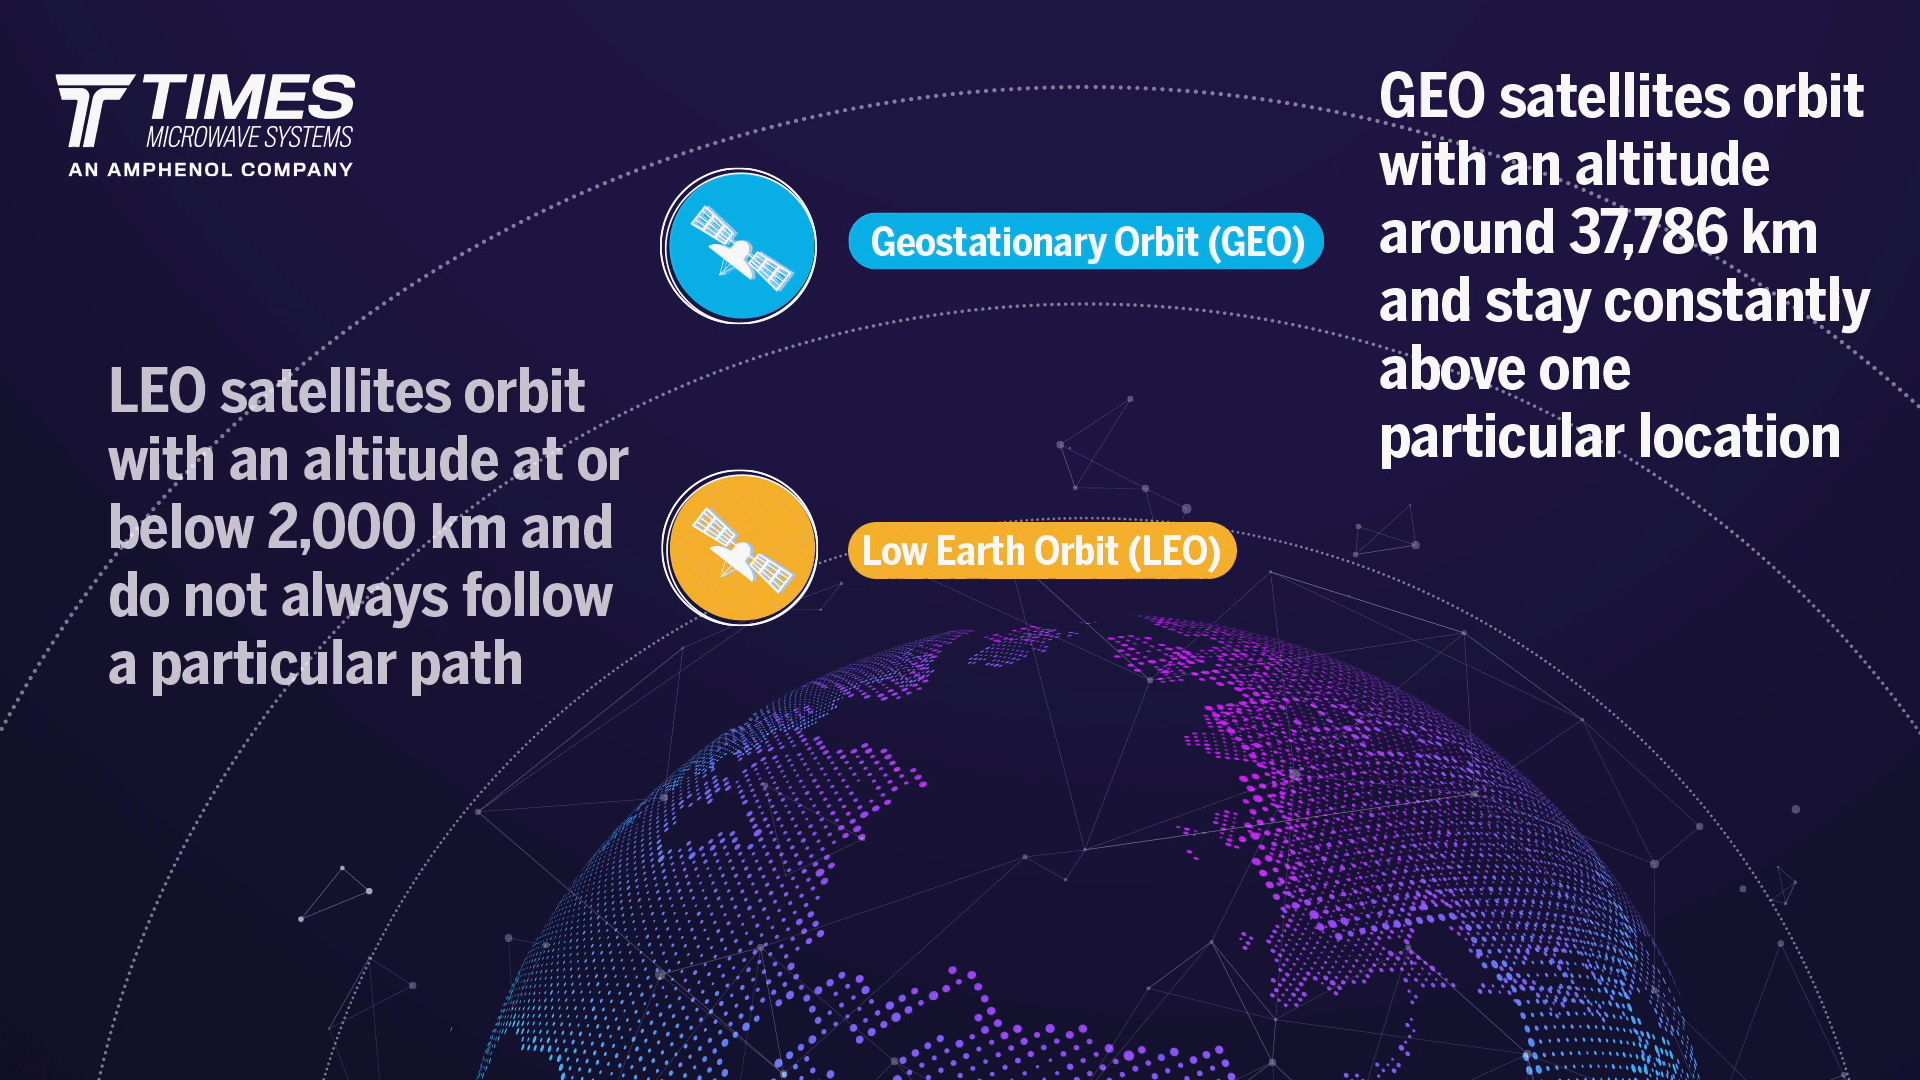 TIMES
MICROWAVE SYSTEMS
AN AMPHENOL COMPANY
GEO satellites orbit
with an altitude
around 37,786 km
and stay constantly
above one
particular location
Geostationary Orbit (GEO)
LEO satellites orbit
with an altitude at or
below 2,000 km and
do not always follow
a particular path
Low Earth Orbit (LEO)